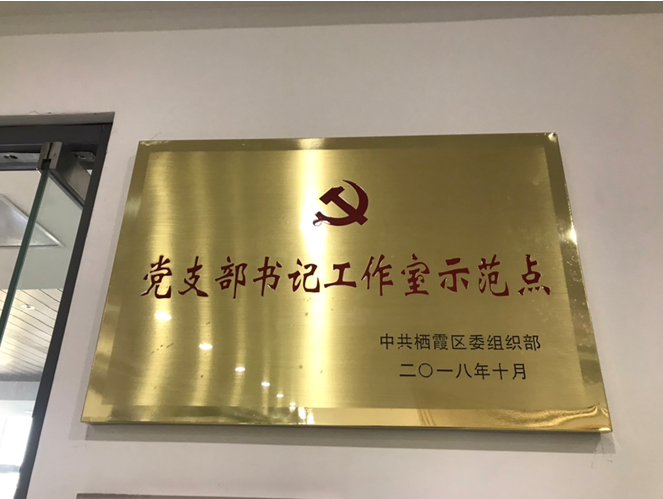 党支部书记工作室示范点
中共栖霞区委组织部
二〇一八年十月